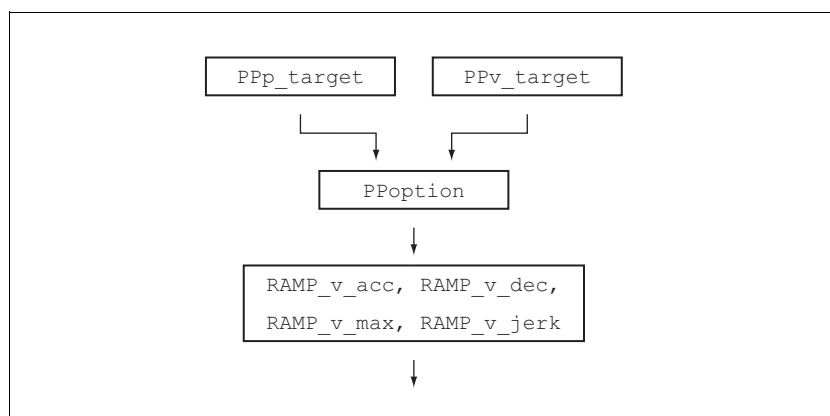 PPp_target
PPv_target
PPoption
RAMP_v_acc, RAMP_v_dec,
RAMP_v_max, RAMP_v_jerk